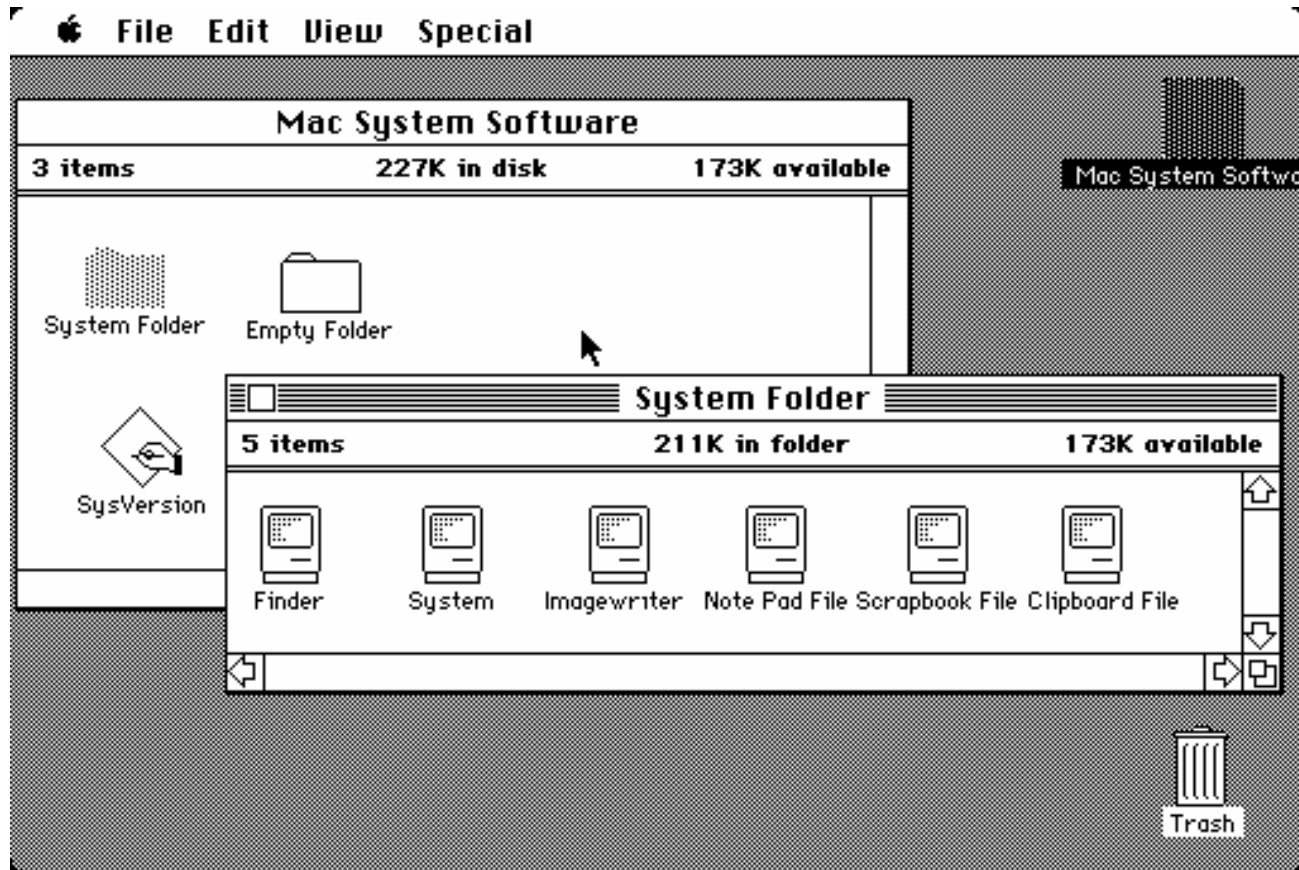 File Edit View Special
Mac System Software
3 items 227K in disk 173K available
Mac System Softwa
System Folder Empty Folder
SysVersion
System Folder
5 items 211K in folder 173K available
Finder System Imagewriter Note Pad File Scrapbook File Clipboard File
Trash